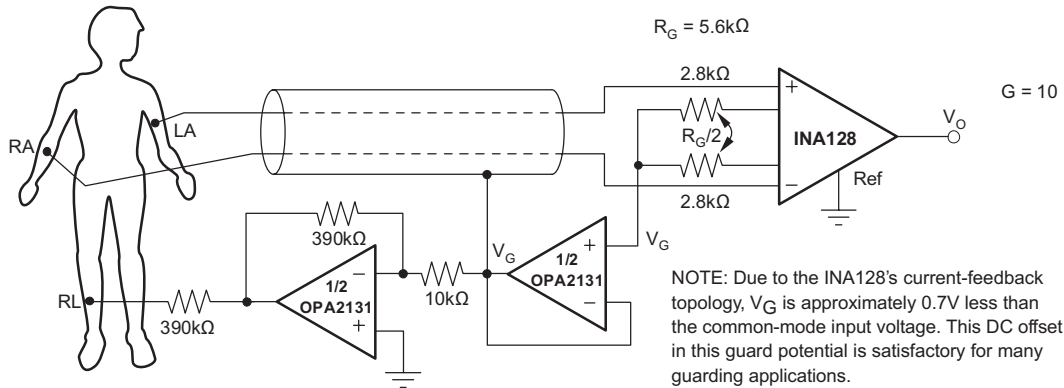 R_G = 5.6kΩ
2.8kΩ
G = 10
+
LA
V_O
RA
R_G/2
INA128
Ref
−
2.8kΩ
390kΩ
+
V_G
V_G
1/2
OPA2131
−
1/2
OPA2131
−
10kΩ
RL
390kΩ
+
NOTE: Due to the INA128's current-feedback
topology, V_G is approximately 0.7V less than
the common-mode input voltage. This DC offset
in this guard potential is satisfactory for many
guarding applications.